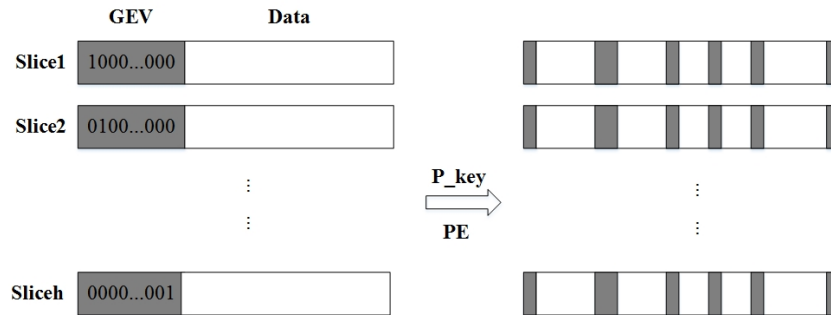 GEV Data
Slice1 1000...000
Slice2 0100...000
⋮ ⋮
P_key
PE
⋮ ⋮
Sliceh 0000...001